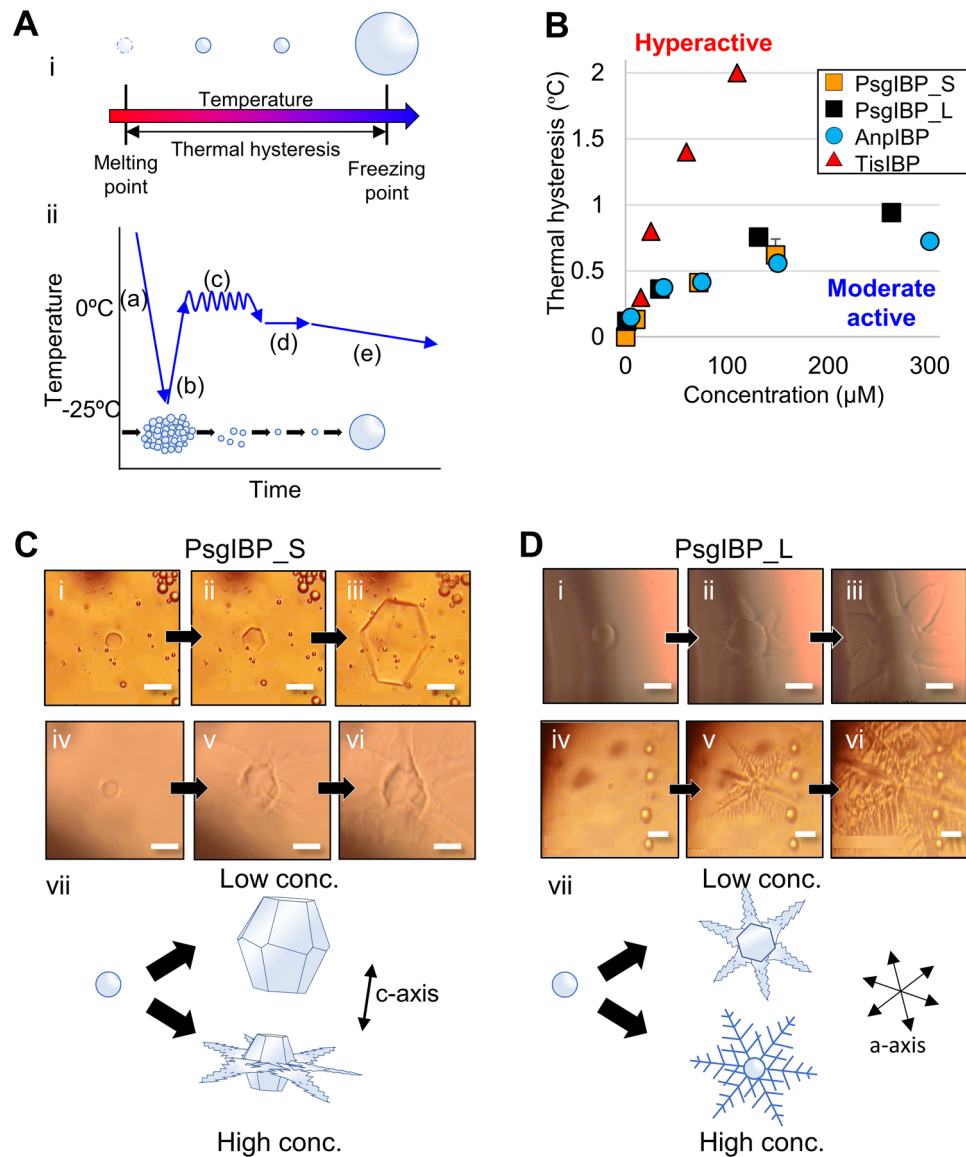 A
i
Temperature
Thermal hysteresis
Melting
point
Freezing
point
ii
Temperature
0ºC
-25ºC
(a)
(b)
(c)
(d)
(e)
Time
B
Hyperactive
Thermal hysteresis (ºC)
2
1.5
1
0.5
0
PsgIBP_S
PsgIBP_L
AnpIBP
TisIBP
Moderate
active
0
100
200
300
Concentration (µM)
C
PsgIBP_S
i
ii
iii
iv
v
vi
vii
Low conc.
c-axis
High conc.
D
PsgIBP_L
i
ii
iii
iv
v
vi
vii
Low conc.
a-axis
High conc.